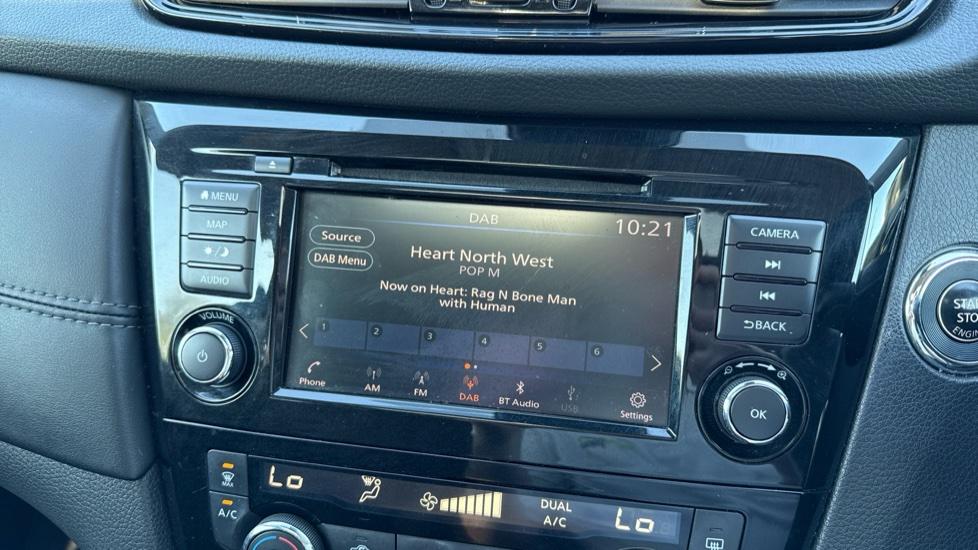 MENU
MAP
AUDIO
VOLUME
DAB
10:21
Source
DAB Menu
Heart North West
POP M
Now on Heart: Rag N Bone Man
with Human
1 2 3 4 5 6
Phone
AM
FM
DAB
BT Audio
USB
Settings
CAMERA
BACK
OK
MAX
A/C
Lo
DUAL
A/C
Lo
ENGIN